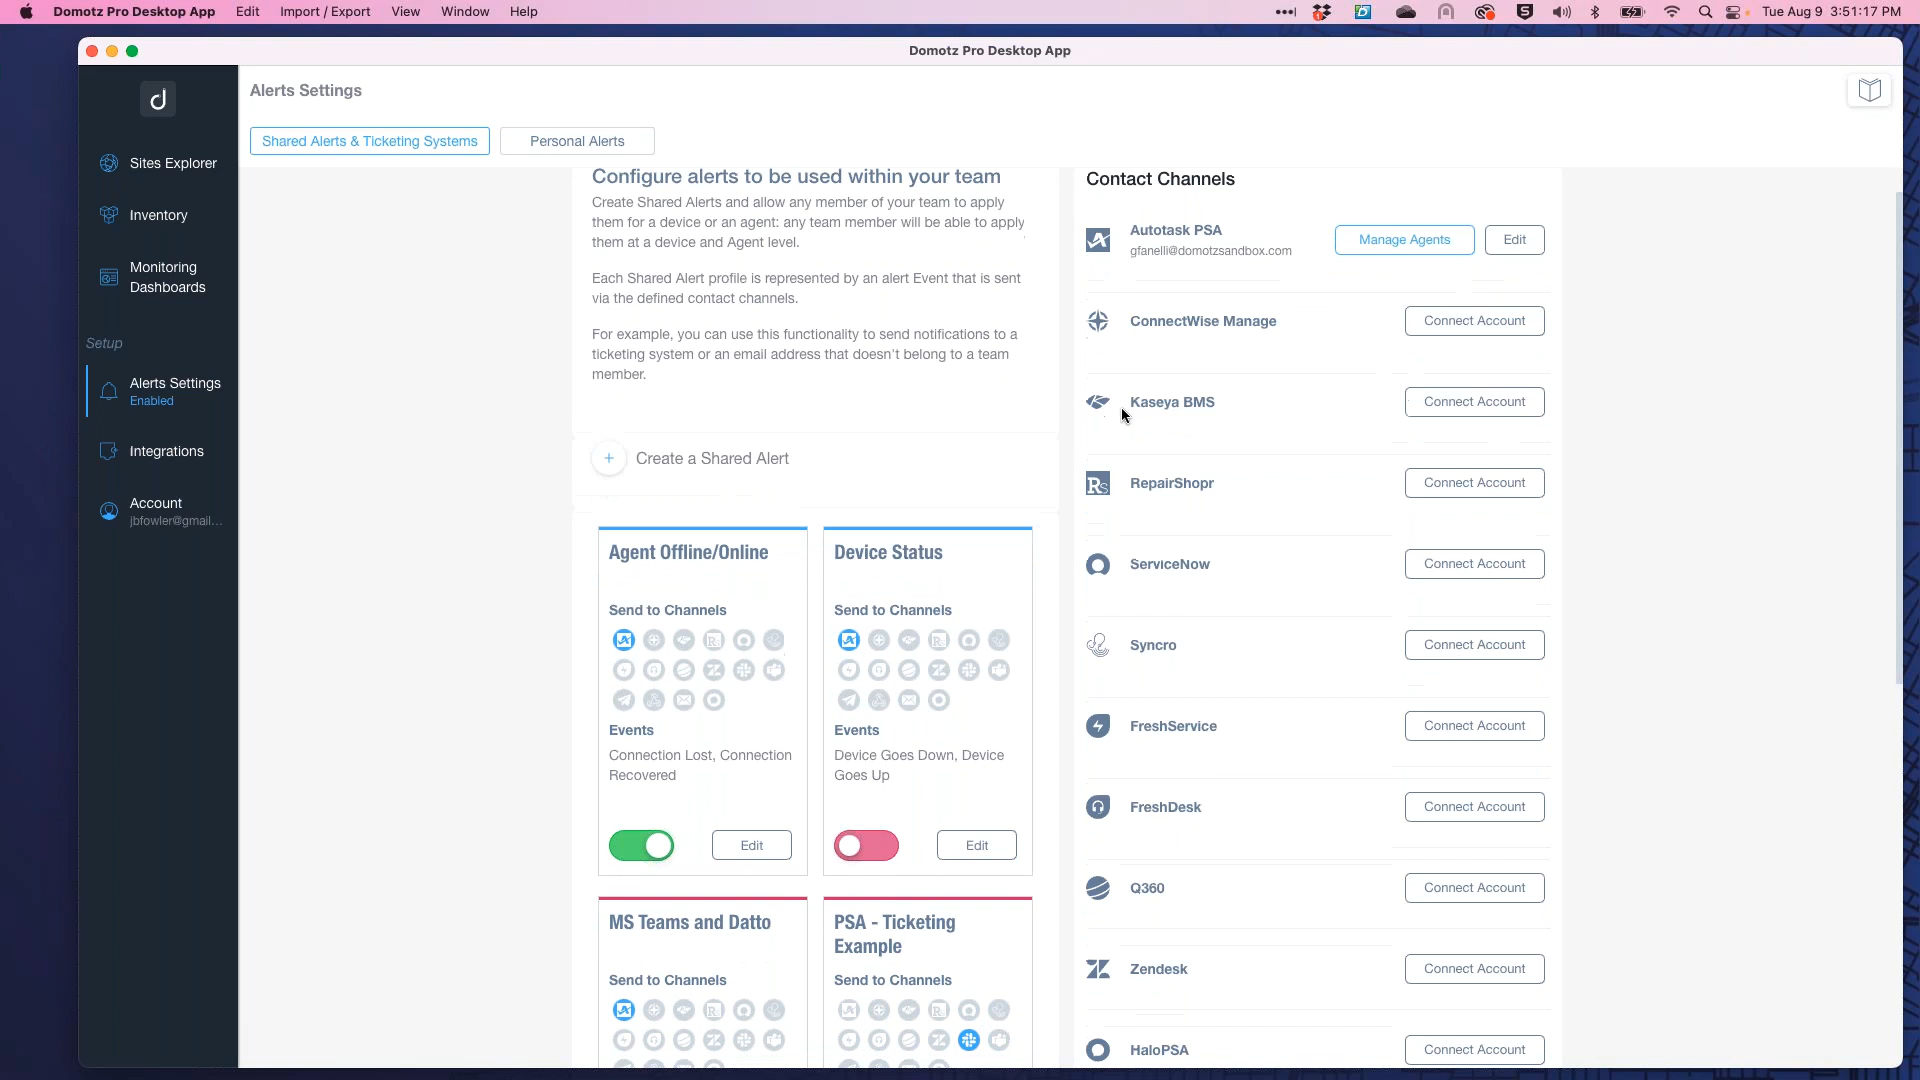 Domotz Pro Desktop App Edit Import / Export View Window Help Tue Aug 9 3:51:17 PM
Domotz Pro Desktop App
Alerts Settings
Shared Alerts & Ticketing Systems Personal Alerts
Sites Explorer
Inventory
Monitoring
Dashboards
Setup
Alerts Settings
Enabled
Integrations
Account
jbfowler@gmail...
Configure alerts to be used within your team
Create Shared Alerts and allow any member of your team to apply
them for a device or an agent: any team member will be able to apply
them at a device and Agent level.
Each Shared Alert profile is represented by an alert Event that is sent
via the defined contact channels.
For example, you can use this functionality to send notifications to a
ticketing system or an email address that doesn't belong to a team
member.
+ Create a Shared Alert
Agent Offline/Online
Send to Channels
Events
Connection Lost, Connection
Recovered
Edit
Device Status
Send to Channels
Events
Device Goes Down, Device
Goes Up
Edit
MS Teams and Datto
Send to Channels
PSA - Ticketing
Example
Send to Channels
Contact Channels
Autotask PSA
gfanelli@domotzsandbox.com
Manage Agents Edit
ConnectWise Manage Connect Account
Kaseya BMS Connect Account
RepairShopr Connect Account
ServiceNow Connect Account
Syncro Connect Account
FreshService Connect Account
FreshDesk Connect Account
Q360 Connect Account
Zendesk Connect Account
HaloPSA Connect Account